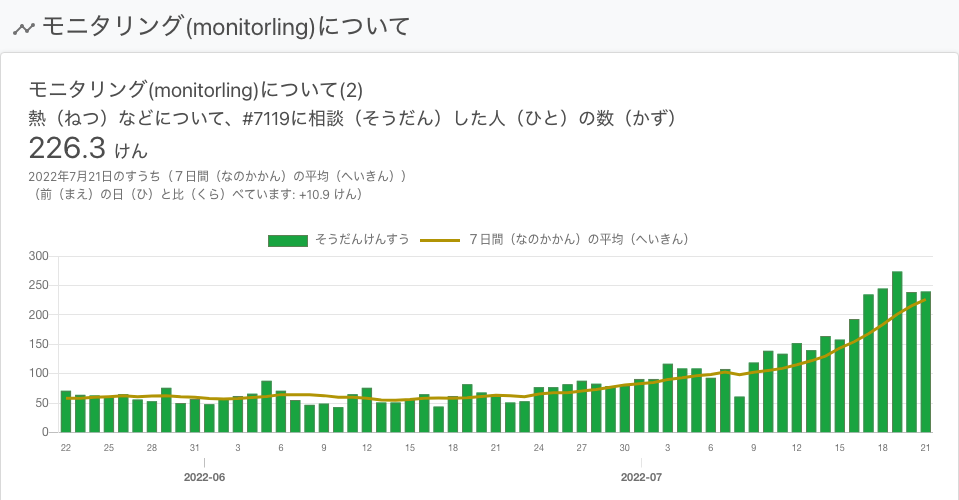 モニタリング(monitorling)について
モニタリング(monitorling)について(2)
熱（ねつ）などについて、#7119に相談（そうだん）した人（ひと）の数（かず）
226.3 けん
2022年7月21日のすうち（７日間（なのかかん）の平均（へいきん））
（前（まえ）の日（ひ）と比（くら）べています: +10.9 けん）
そうだんけんすう ７日間（なのかかん）の平均（へいきん）
300
250
200
150
100
50
0
22 25 28 31 3 6 9 12 15 18 21 24 27 30 3 6 9 12 15 18 21
2022-06 2022-07